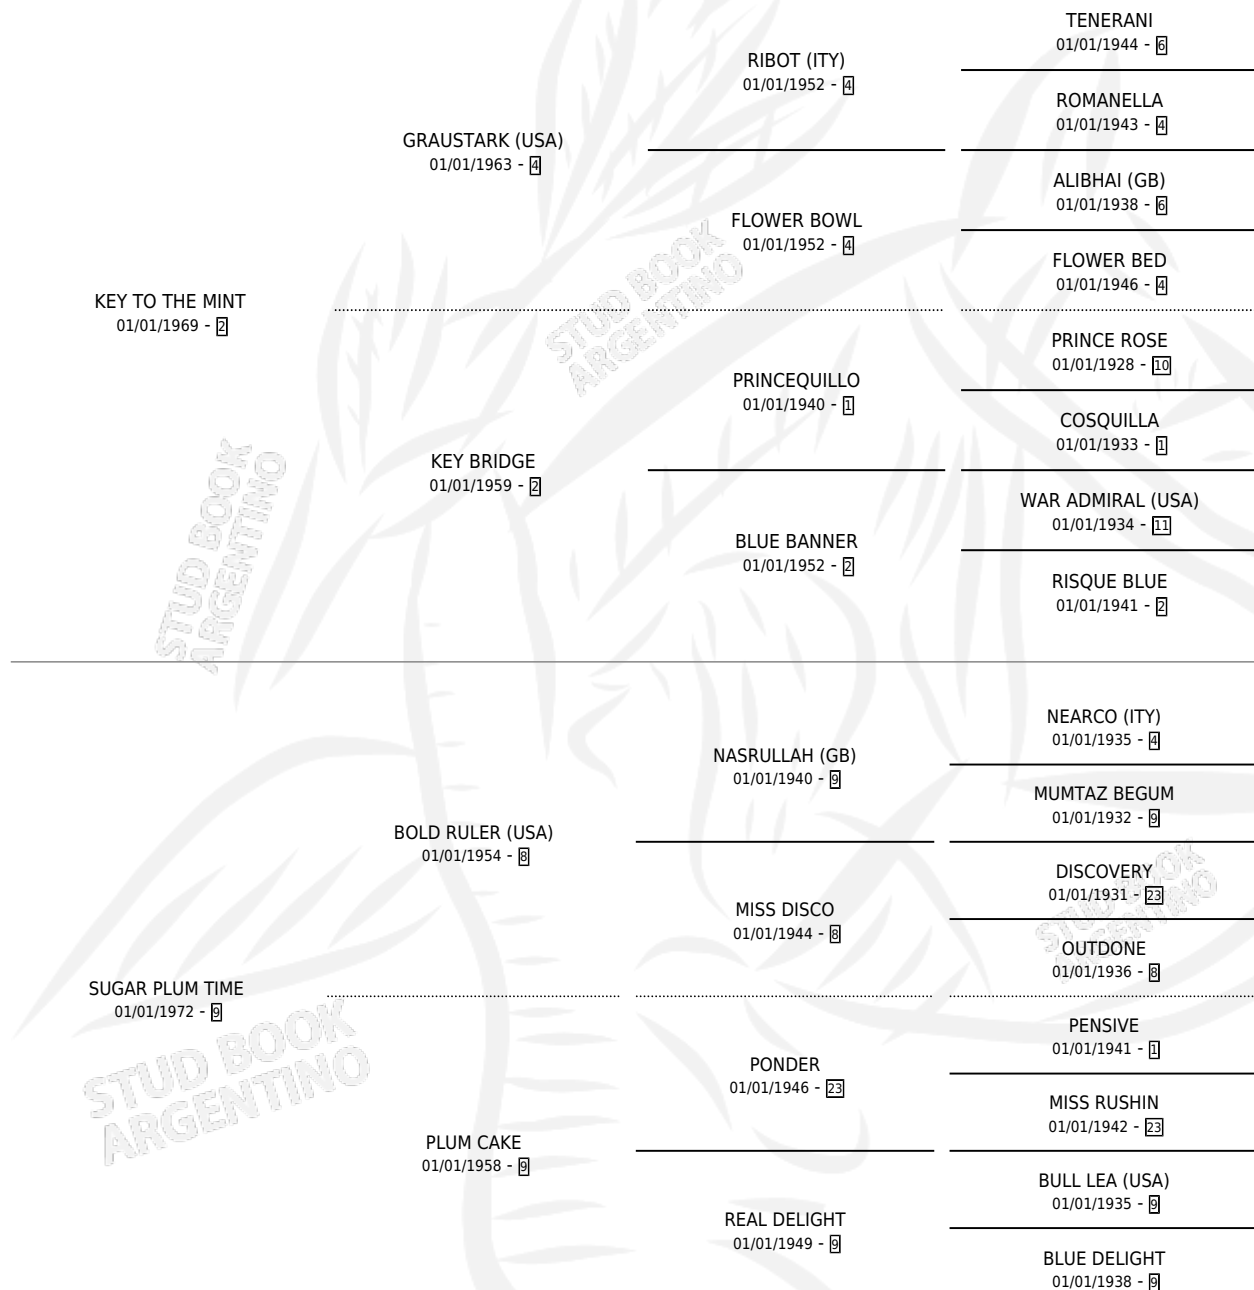 TENERANI
01/01/1944 - 6
RIBOT (ITY)
01/01/1952 - 4
ROMANELLA
01/01/1943 - 4
GRAUSTARK (USA)
01/01/1963 - 4
ALIBHAI (GB)
01/01/1938 - 6
FLOWER BOWL
01/01/1952 - 4
FLOWER BED
01/01/1946 - 4
KEY TO THE MINT
01/01/1969 - 2
STUD BOOK
ARGENTINO
PRINCE ROSE
01/01/1928 - 10
PRINCEQUILLO
01/01/1940 - 1
COSQUILLA
01/01/1933 - 1
KEY BRIDGE
01/01/1959 - 2
WAR ADMIRAL (USA)
01/01/1934 - 11
BLUE BANNER
01/01/1952 - 2
RISQUE BLUE
01/01/1941 - 2
STUD BOOK
ARGENTINO
NEARCO (ITY)
01/01/1935 - 4
NASRULLAH (GB)
01/01/1940 - 9
MUMTAZ BEGUM
01/01/1932 - 9
BOLD RULER (USA)
01/01/1954 - 8
DISCOVERY
01/01/1931 - 23
STUD BOOK
ARGENTINO
MISS DISCO
01/01/1944 - 8
OUTDONE
01/01/1936 - 8
SUGAR PLUM TIME
01/01/1972 - 9
STUD BOOK
ARGENTINO
PENSIVE
01/01/1941 - 1
PONDER
01/01/1946 - 23
MISS RUSHIN
01/01/1942 - 23
PLUM CAKE
01/01/1958 - 9
BULL LEA (USA)
01/01/1935 - 9
REAL DELIGHT
01/01/1949 - 9
BLUE DELIGHT
01/01/1938 - 9